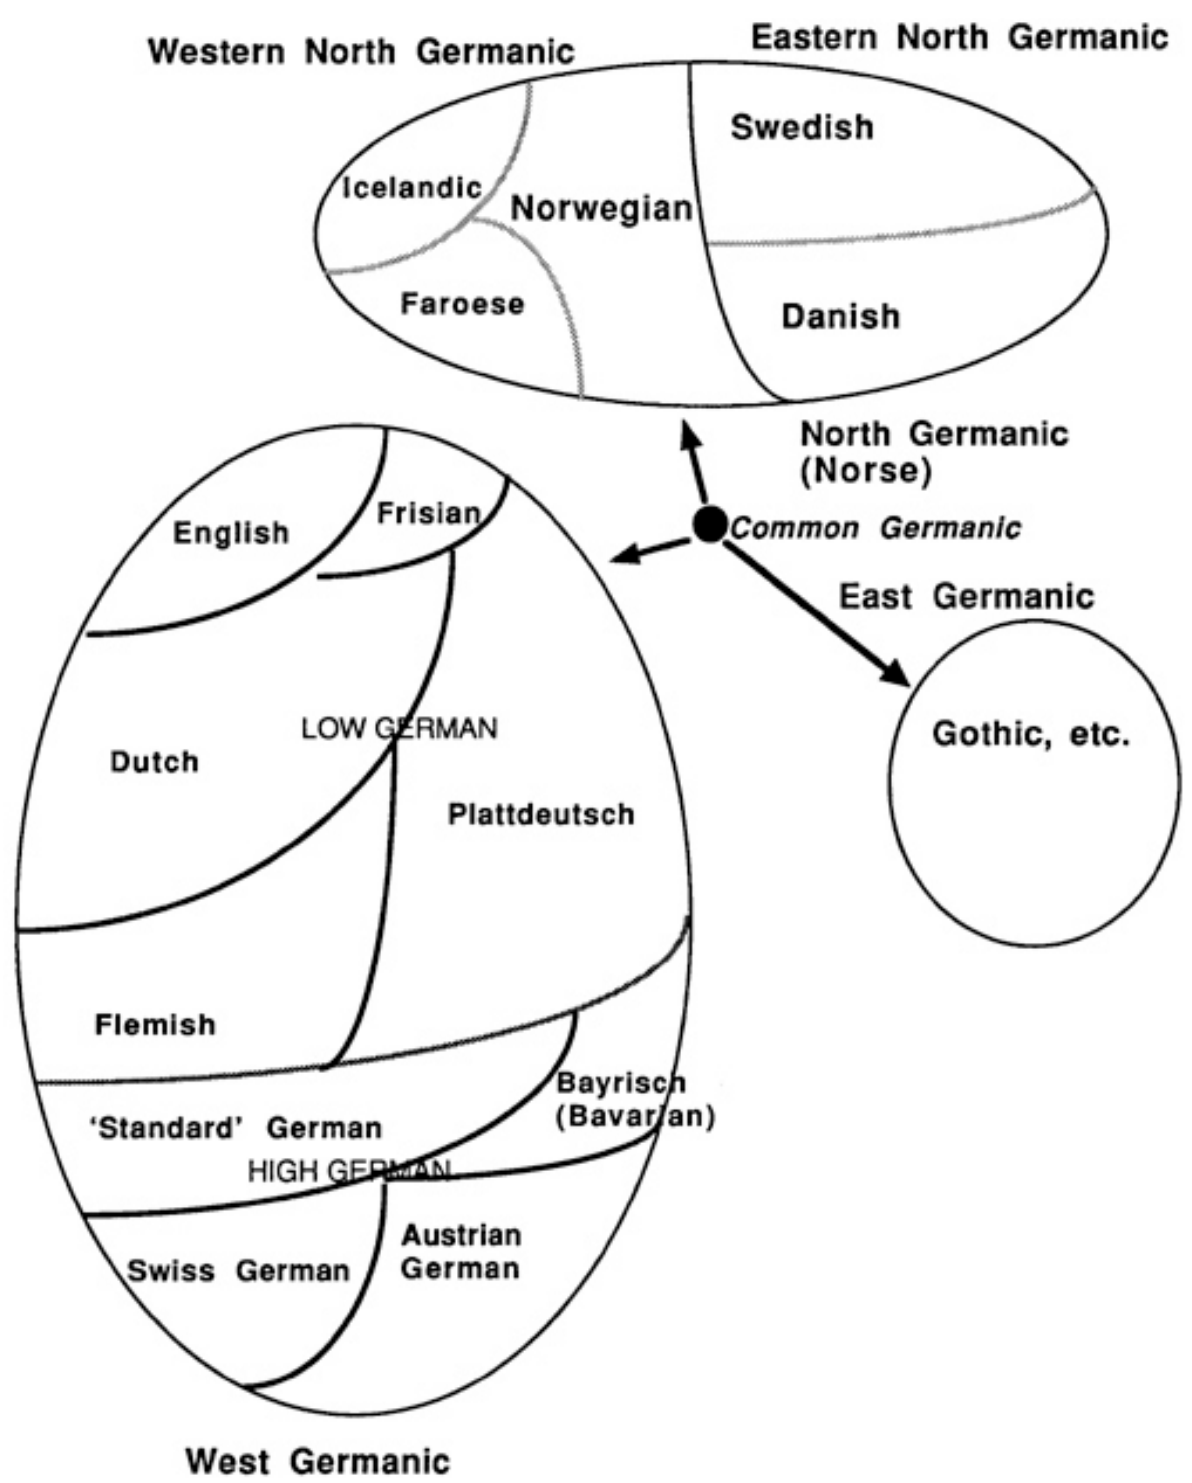 Western North Germanic
Eastern North Germanic
Swedish
Icelandic
Norwegian
Faroese
Danish
North Germanic
(Norse)
Common Germanic
East Germanic
Gothic, etc.
English
Frisian
LOW GERMAN
Dutch
Plattdeutsch
Flemish
Bayrisch
(Bavarian)
‘Standard’ German
HIGH GERMAN
Austrian
German
Swiss German
West Germanic